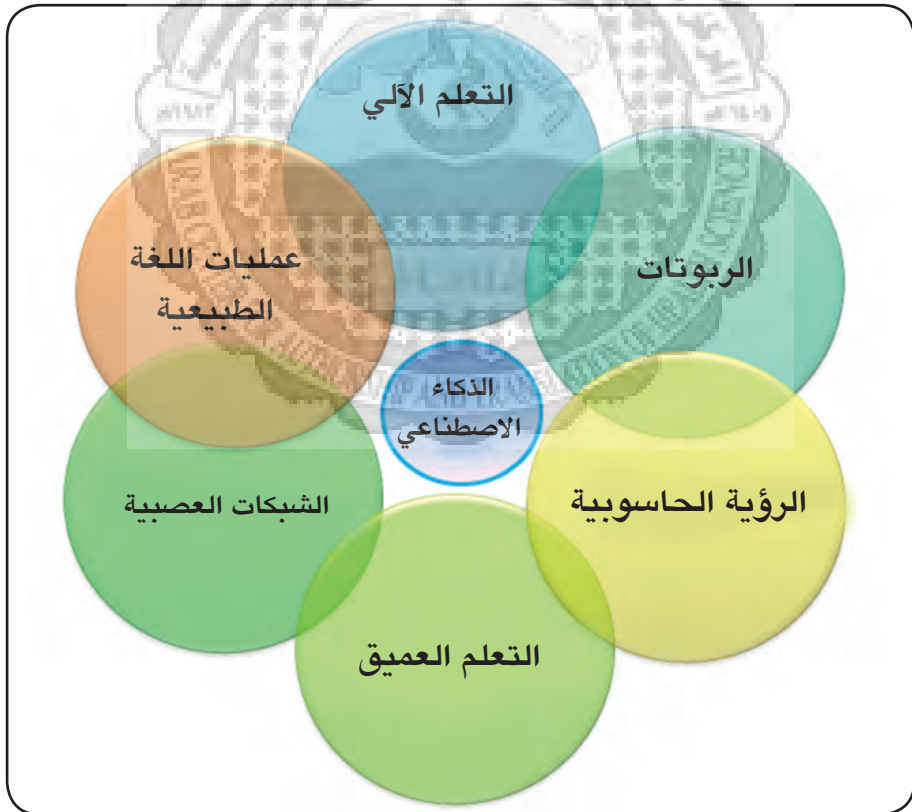 التعلم الآلي
الربوتات
عمليات اللغة
الطبيعية
الذكاء
الاصطناعي
الرؤية الحاسوبية
الشبكات العصبية
التعلم العميق